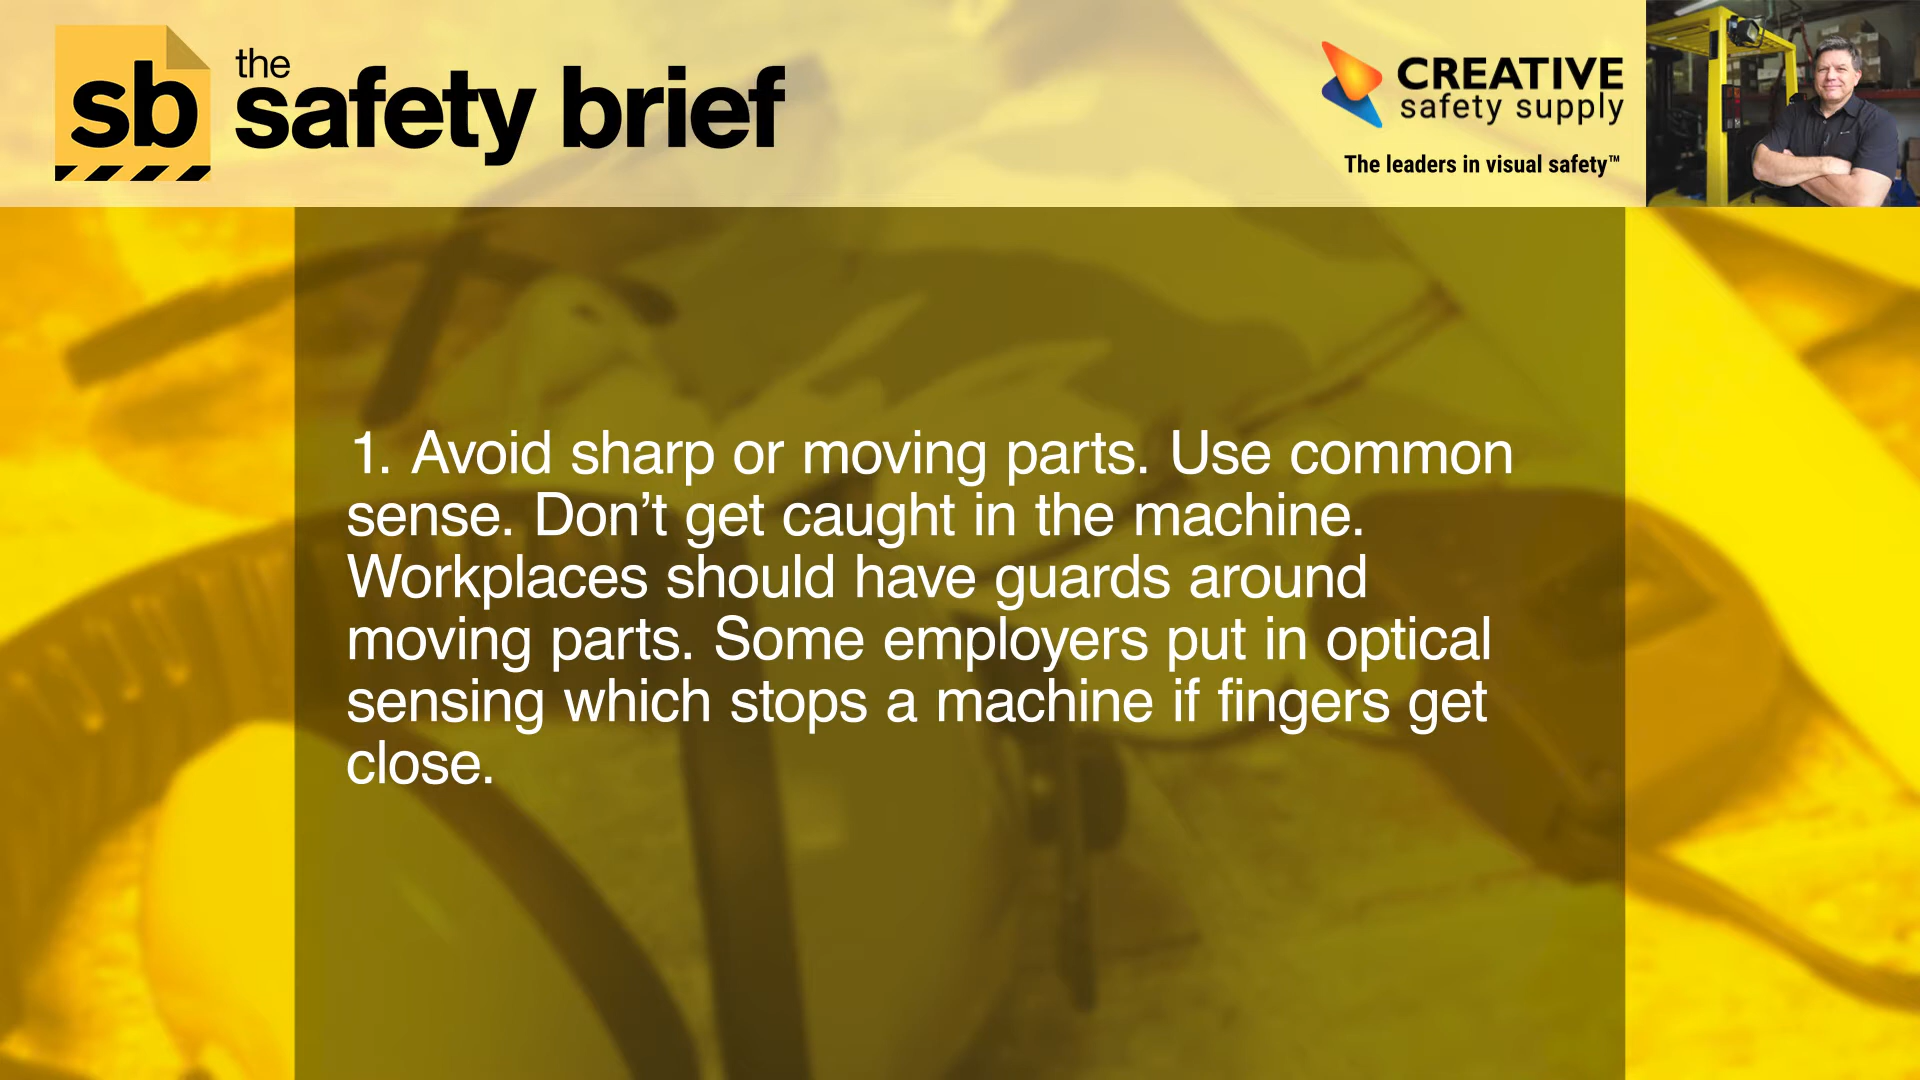 sb
the
safety brief
CREATIVE
safety supply
The leaders in visual safety™
1. Avoid sharp or moving parts. Use common
sense. Don’t get caught in the machine.
Workplaces should have guards around
moving parts. Some employers put in optical
sensing which stops a machine if fingers get
close.